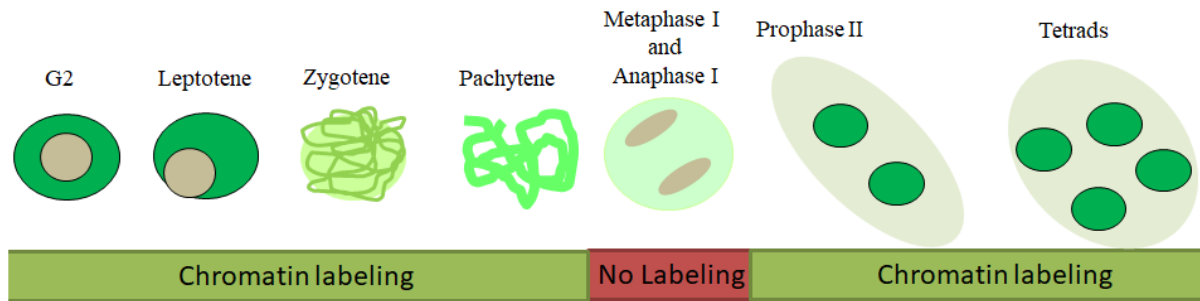 G2
Leptotene
Zygotene
Pachytene
Metaphase I
and
Anaphase I
Prophase II
Tetrads
Chromatin labeling
No Labeling
Chromatin labeling